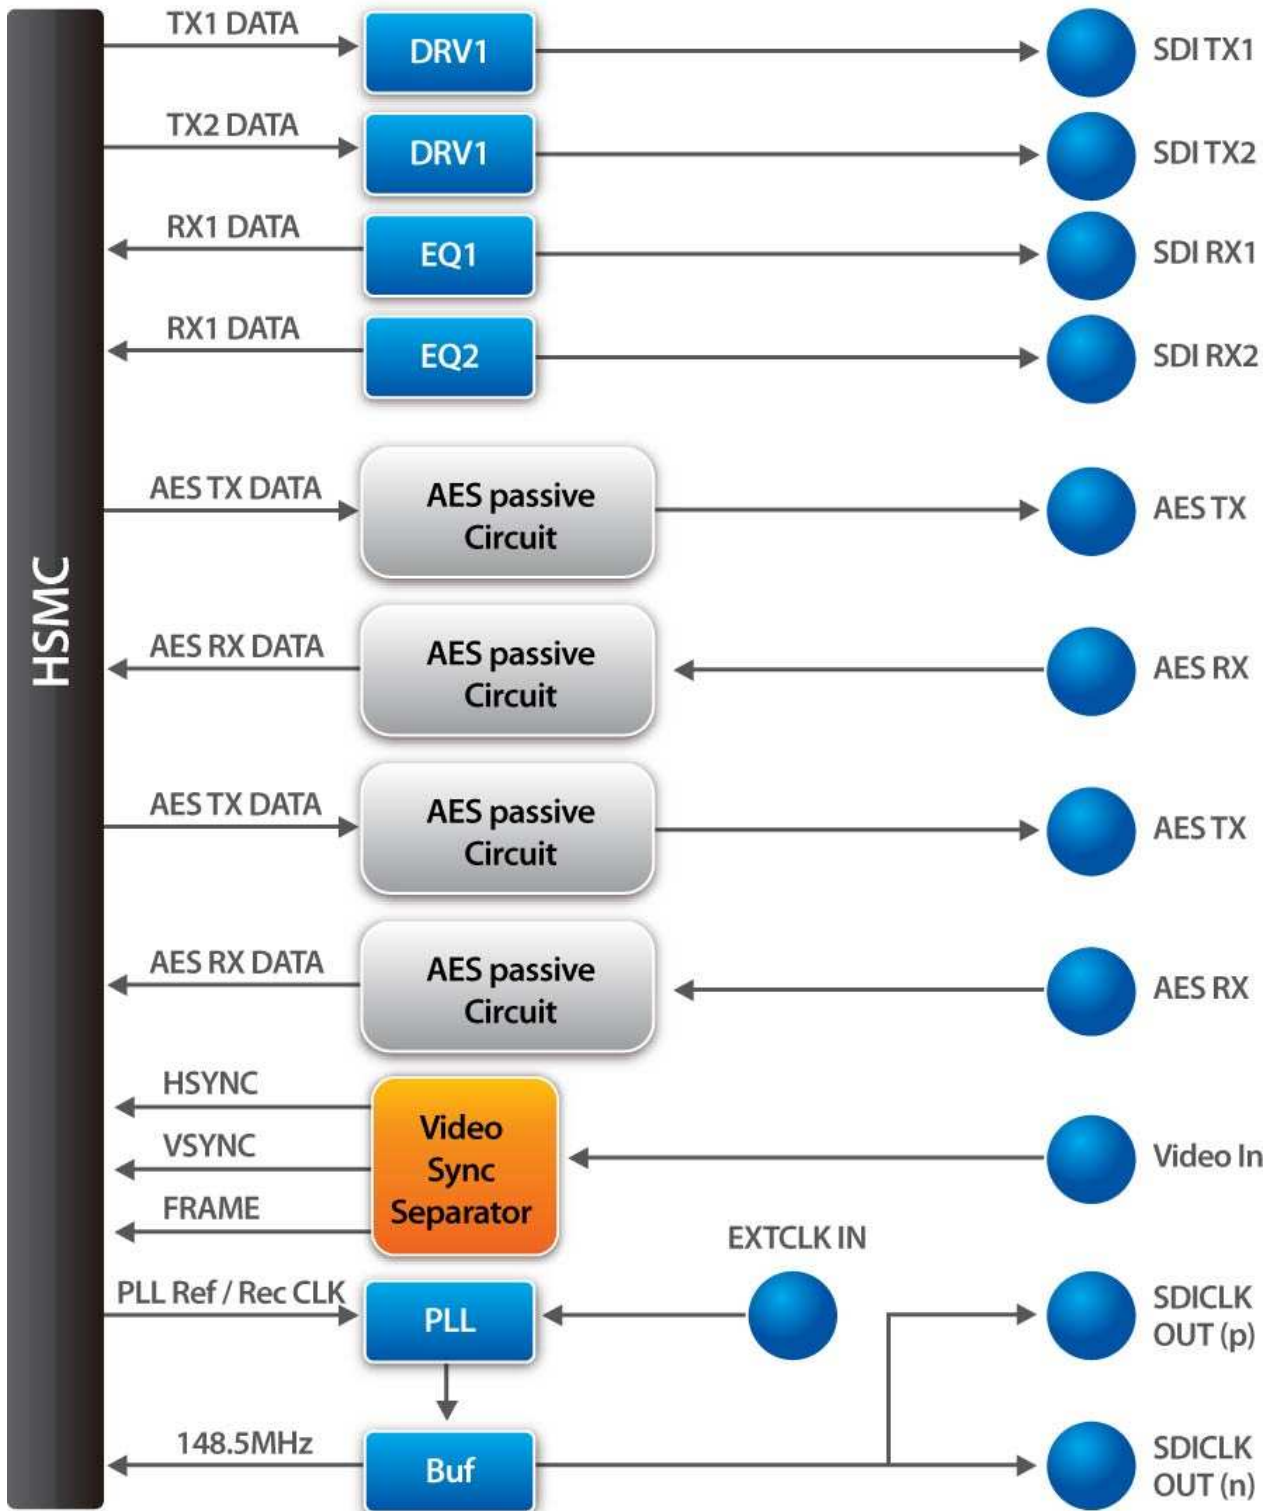 HSMC
TX1 DATA
DRV1
SDI TX1
TX2 DATA
DRV1
SDI TX2
RX1 DATA
EQ1
SDI RX1
RX1 DATA
EQ2
SDI RX2
AES TX DATA
AES passive
Circuit
AES TX
AES RX DATA
AES passive
Circuit
AES RX
AES TX DATA
AES passive
Circuit
AES TX
AES RX DATA
AES passive
Circuit
AES RX
HSYNC
VSYNC
FRAME
Video
Sync
Separator
Video In
EXTCLK IN
PLL Ref / Rec CLK
PLL
SDICLK
OUT (p)
148.5MHz
Buf
SDICLK
OUT (n)